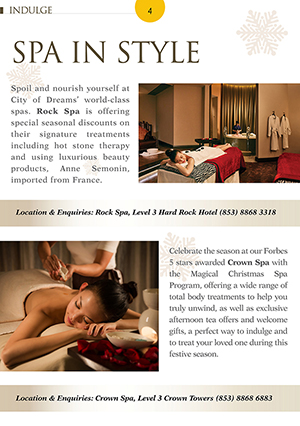 INDULGE
4
SPA IN STYLE
Spoil and nourish yourself at
City of Dreams' world-class
spas. Rock Spa is offering
special seasonal discounts on
their signature treatments
including hot stone therapy
and using luxurious beauty
products, Anne Semonin,
imported from France.
Location & Enquiries: Rock Spa, Level 3 Hard Rock Hotel (853) 8868 3318
Celebrate the season at our Forbes
5 stars awarded Crown Spa with
the Magical Christmas Spa
Program, offering a wide range of
total body treatments to help you
truly unwind, as well as exclusive
afternoon tea offers and welcome
gifts, a perfect way to indulge and
to treat your loved one during this
festive season.
Location & Enquiries: Crown Spa, Level 3 Crown Towers (853) 8868 6883